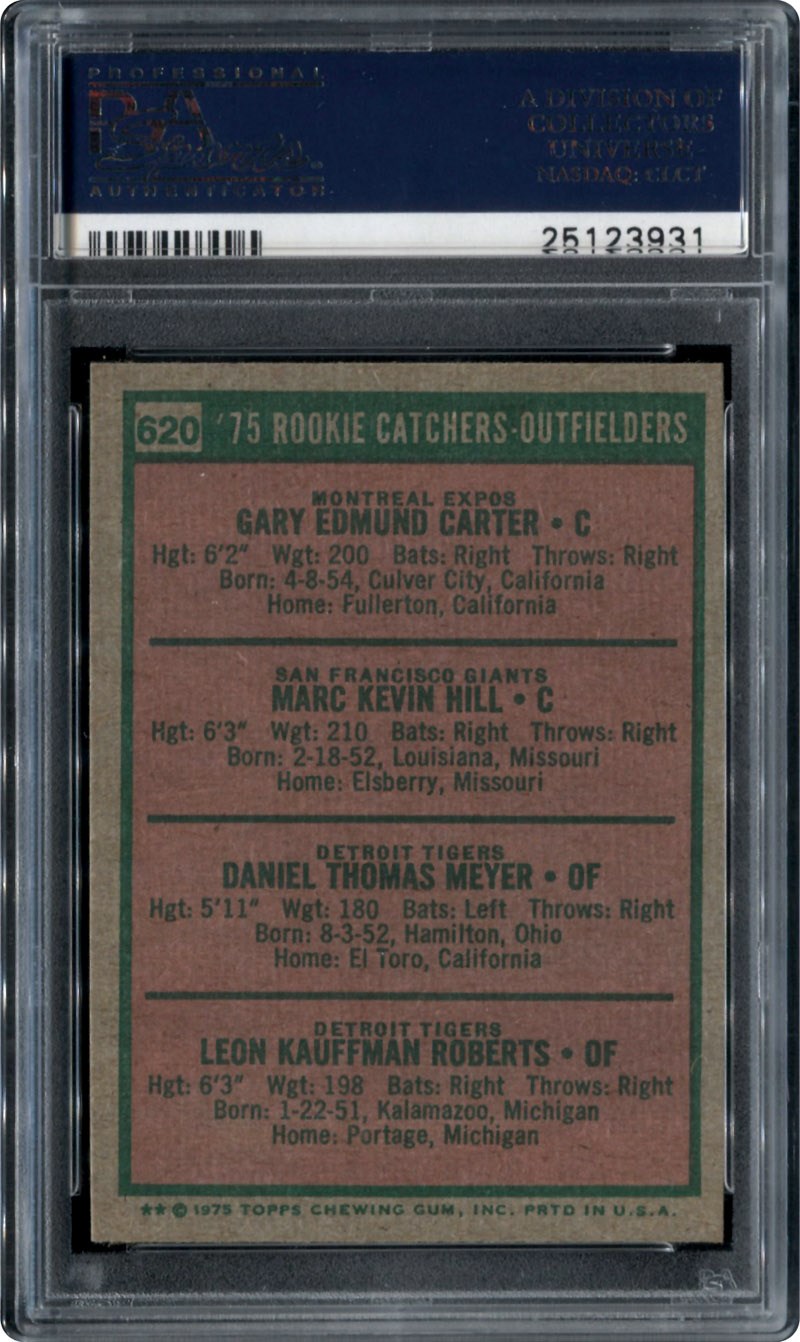 PROFESSIONAL
PSA
AUTHENTICATOR
A DIVISION OF
COLLECTORS
UNIVERSE
NASDAQ: CLCT
25123931
620 '75 ROOKIE CATCHERS-OUTFIELDERS
MONTREAL EXPOS
GARY EDMUND CARTER • C
Hgt: 6'2" Wgt: 200 Bats: Right Throws: Right
Born: 4-8-54, Culver City, California
Home: Fullerton, California
SAN FRANCISCO GIANTS
MARC KEVIN HILL • C
Hgt: 6'3" Wgt: 210 Bats: Right Throws: Right
Born: 2-18-52, Louisiana, Missouri
Home: Elsberry, Missouri
DETROIT TIGERS
DANIEL THOMAS MEYER • OF
Hgt: 5'11" Wgt: 180 Bats: Left Throws: Right
Born: 8-3-52, Hamilton, Ohio
Home: El Toro, California
DETROIT TIGERS
LEON KAUFFMAN ROBERTS • OF
Hgt: 6'3" Wgt: 198 Bats: Right Throws: Right
Born: 1-22-51, Kalamazoo, Michigan
Home: Portage, Michigan
** © 1975 TOPPS CHEWING GUM, INC. PRTD IN U.S.A.
PSA